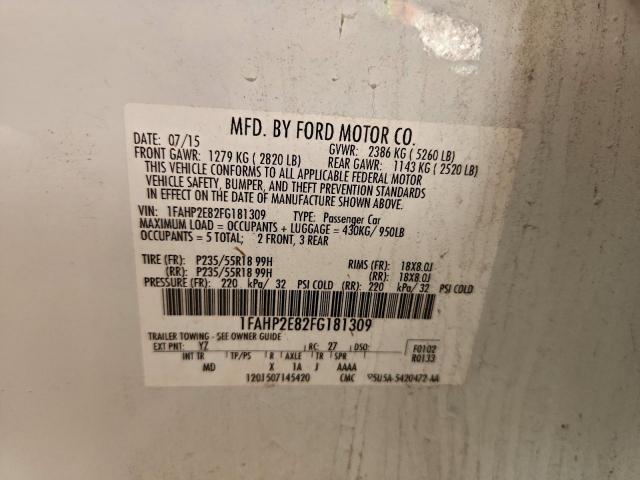 MFD. BY FORD MOTOR CO.
DATE: 07/15 GVWR: 2386 KG ( 5260 LB)
FRONT GAWR: 1279 KG ( 2820 LB) REAR GAWR: 1143 KG ( 2520 LB)
THIS VEHICLE CONFORMS TO ALL APPLICABLE FEDERAL MOTOR
VEHICLE SAFETY, BUMPER, AND THEFT PREVENTION STANDARDS
IN EFFECT ON THE DATE OF MANUFACTURE SHOWN ABOVE.
VIN: 1FAHP2E82FG181309 TYPE: Passenger Car
MAXIMUM LOAD = OCCUPANTS + LUGGAGE = 430KG/ 950LB
OCCUPANTS = 5 TOTAL; 2 FRONT, 3 REAR
TIRE (FR): P235/55R18 99H RIMS (FR): 18X8.0J
(RR): P235/55R18 99H (RR): 18X8.0J
PRESSURE (FR): 220 kPa/ 32 PSI COLD (RR): 220 kPa/ 32 PSI COLD
1FAHP2E82FG181309
TRAILER TOWING - SEE OWNER GUIDE
EXT PNT: YZ RC: 27 DSO: F0102
INT TR TP/PS R AXLE TR SPR R0133
MD X 1A J AAAA
1201507145420 CMC 5U5A-5420472-AA